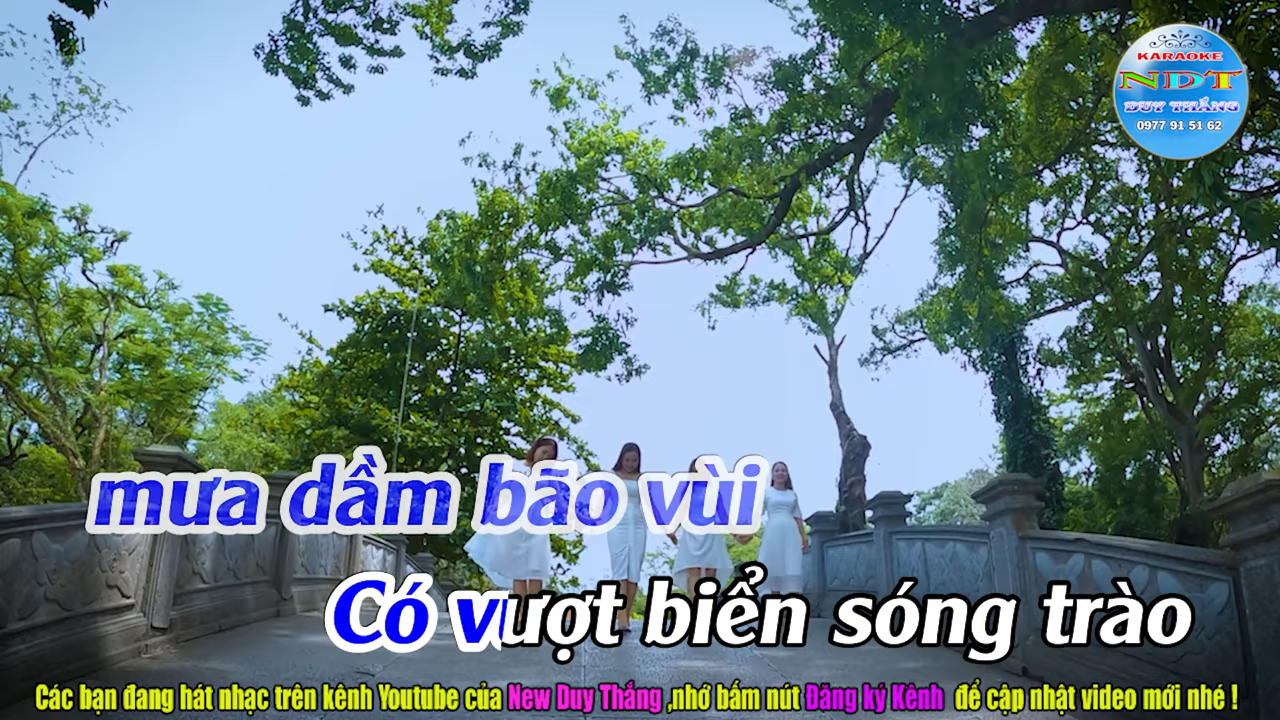 KARAOKE
NDT
DUY THẮNG
0977 91 51 62
mưa dầm bão vùi
Có vượt biển sóng trào
Các bạn đang hát nhạc trên kênh Youtube của New Duy Thắng ,nhớ bấm nút Đăng ký Kênh để cập nhật video mới nhé !